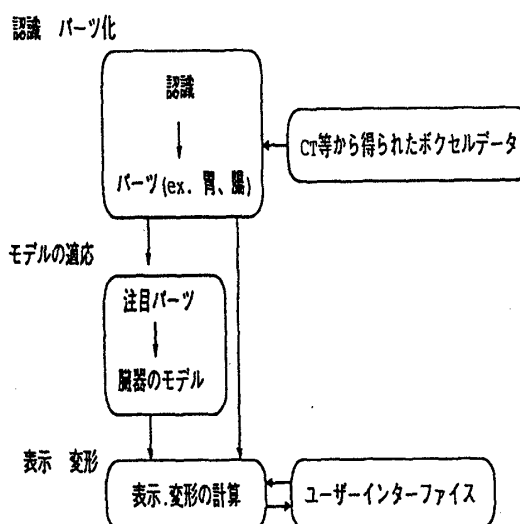 認識 パーツ化
認識
CT等から得られたボクセルデータ
パーツ(ex. 胃、腸)
モデルの適応
注目パーツ
臓器のモデル
表示 変形
表示.変形の計算
ユーザーインターファイス